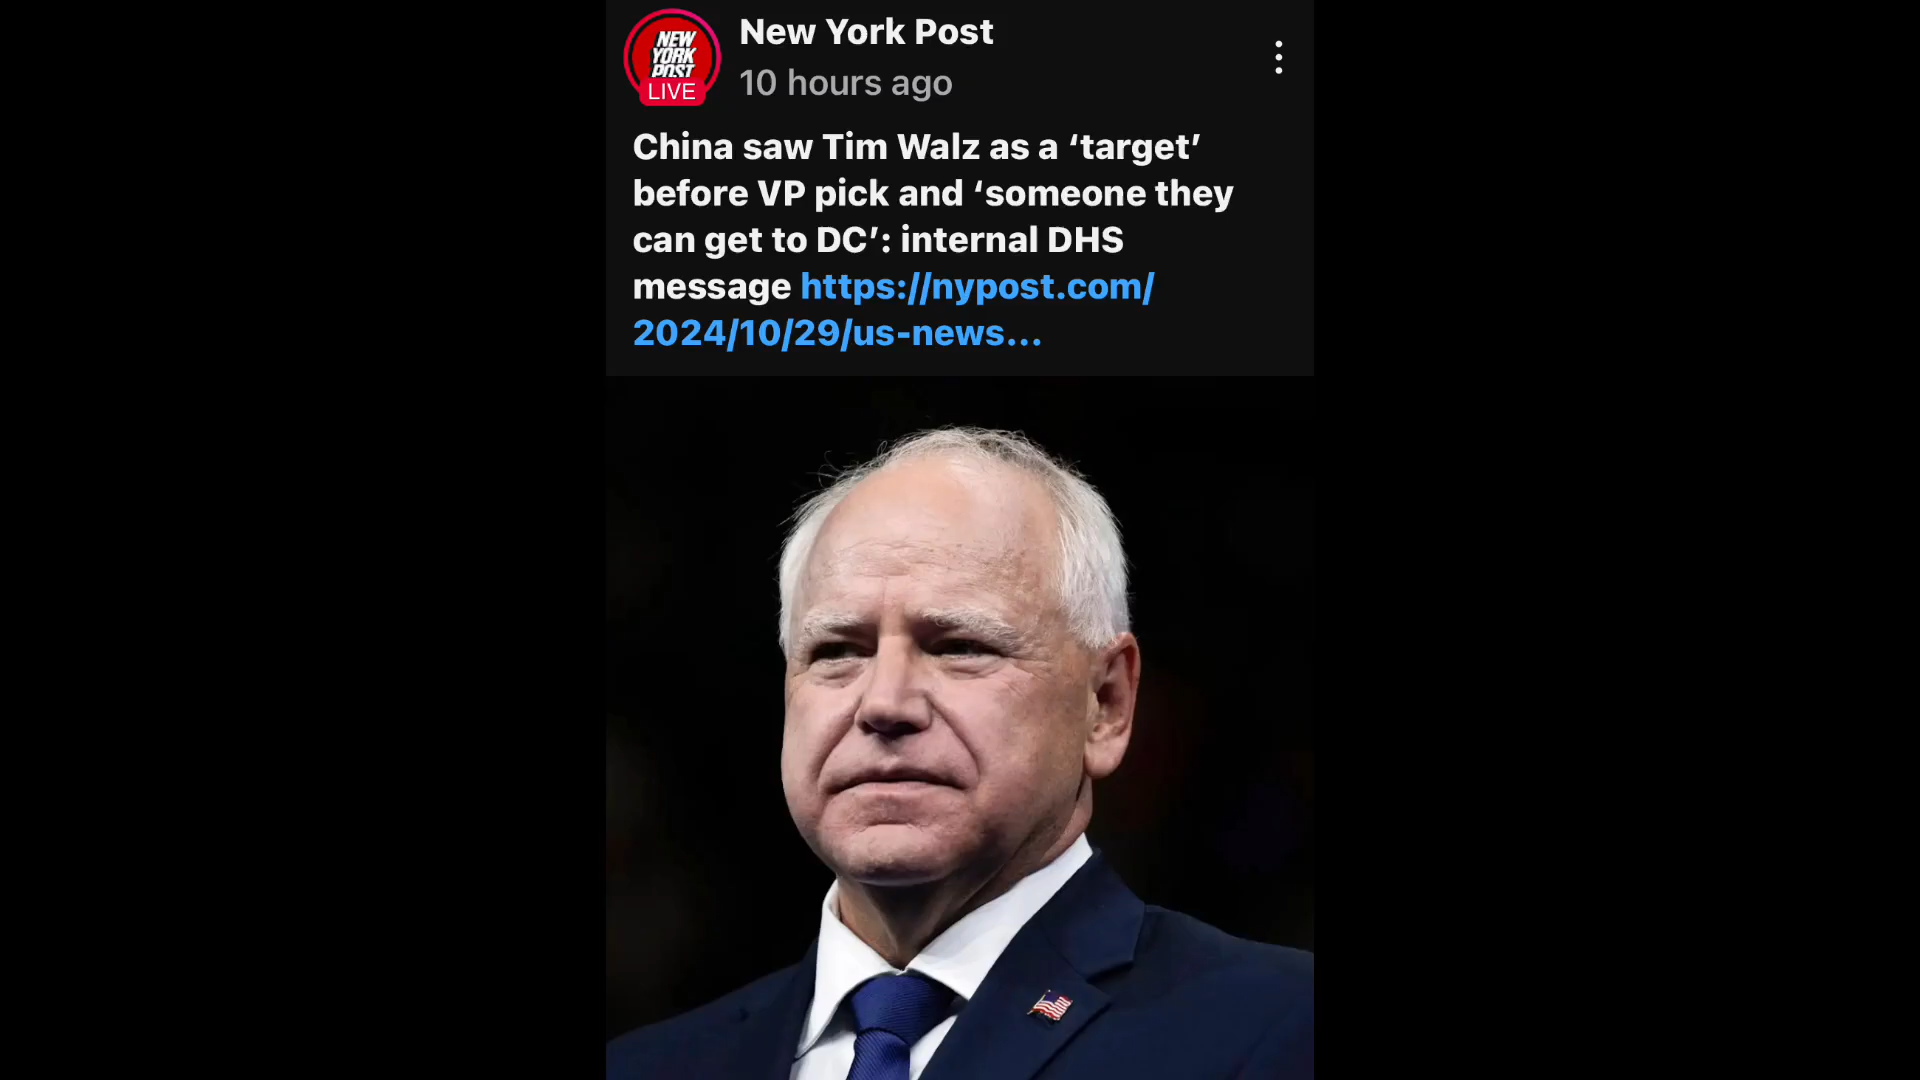 NEW
YORK
POST
LIVE
New York Post
10 hours ago
China saw Tim Walz as a ‘target’
before VP pick and ‘someone they
can get to DC’: internal DHS
message https://nypost.com/
2024/10/29/us-news...